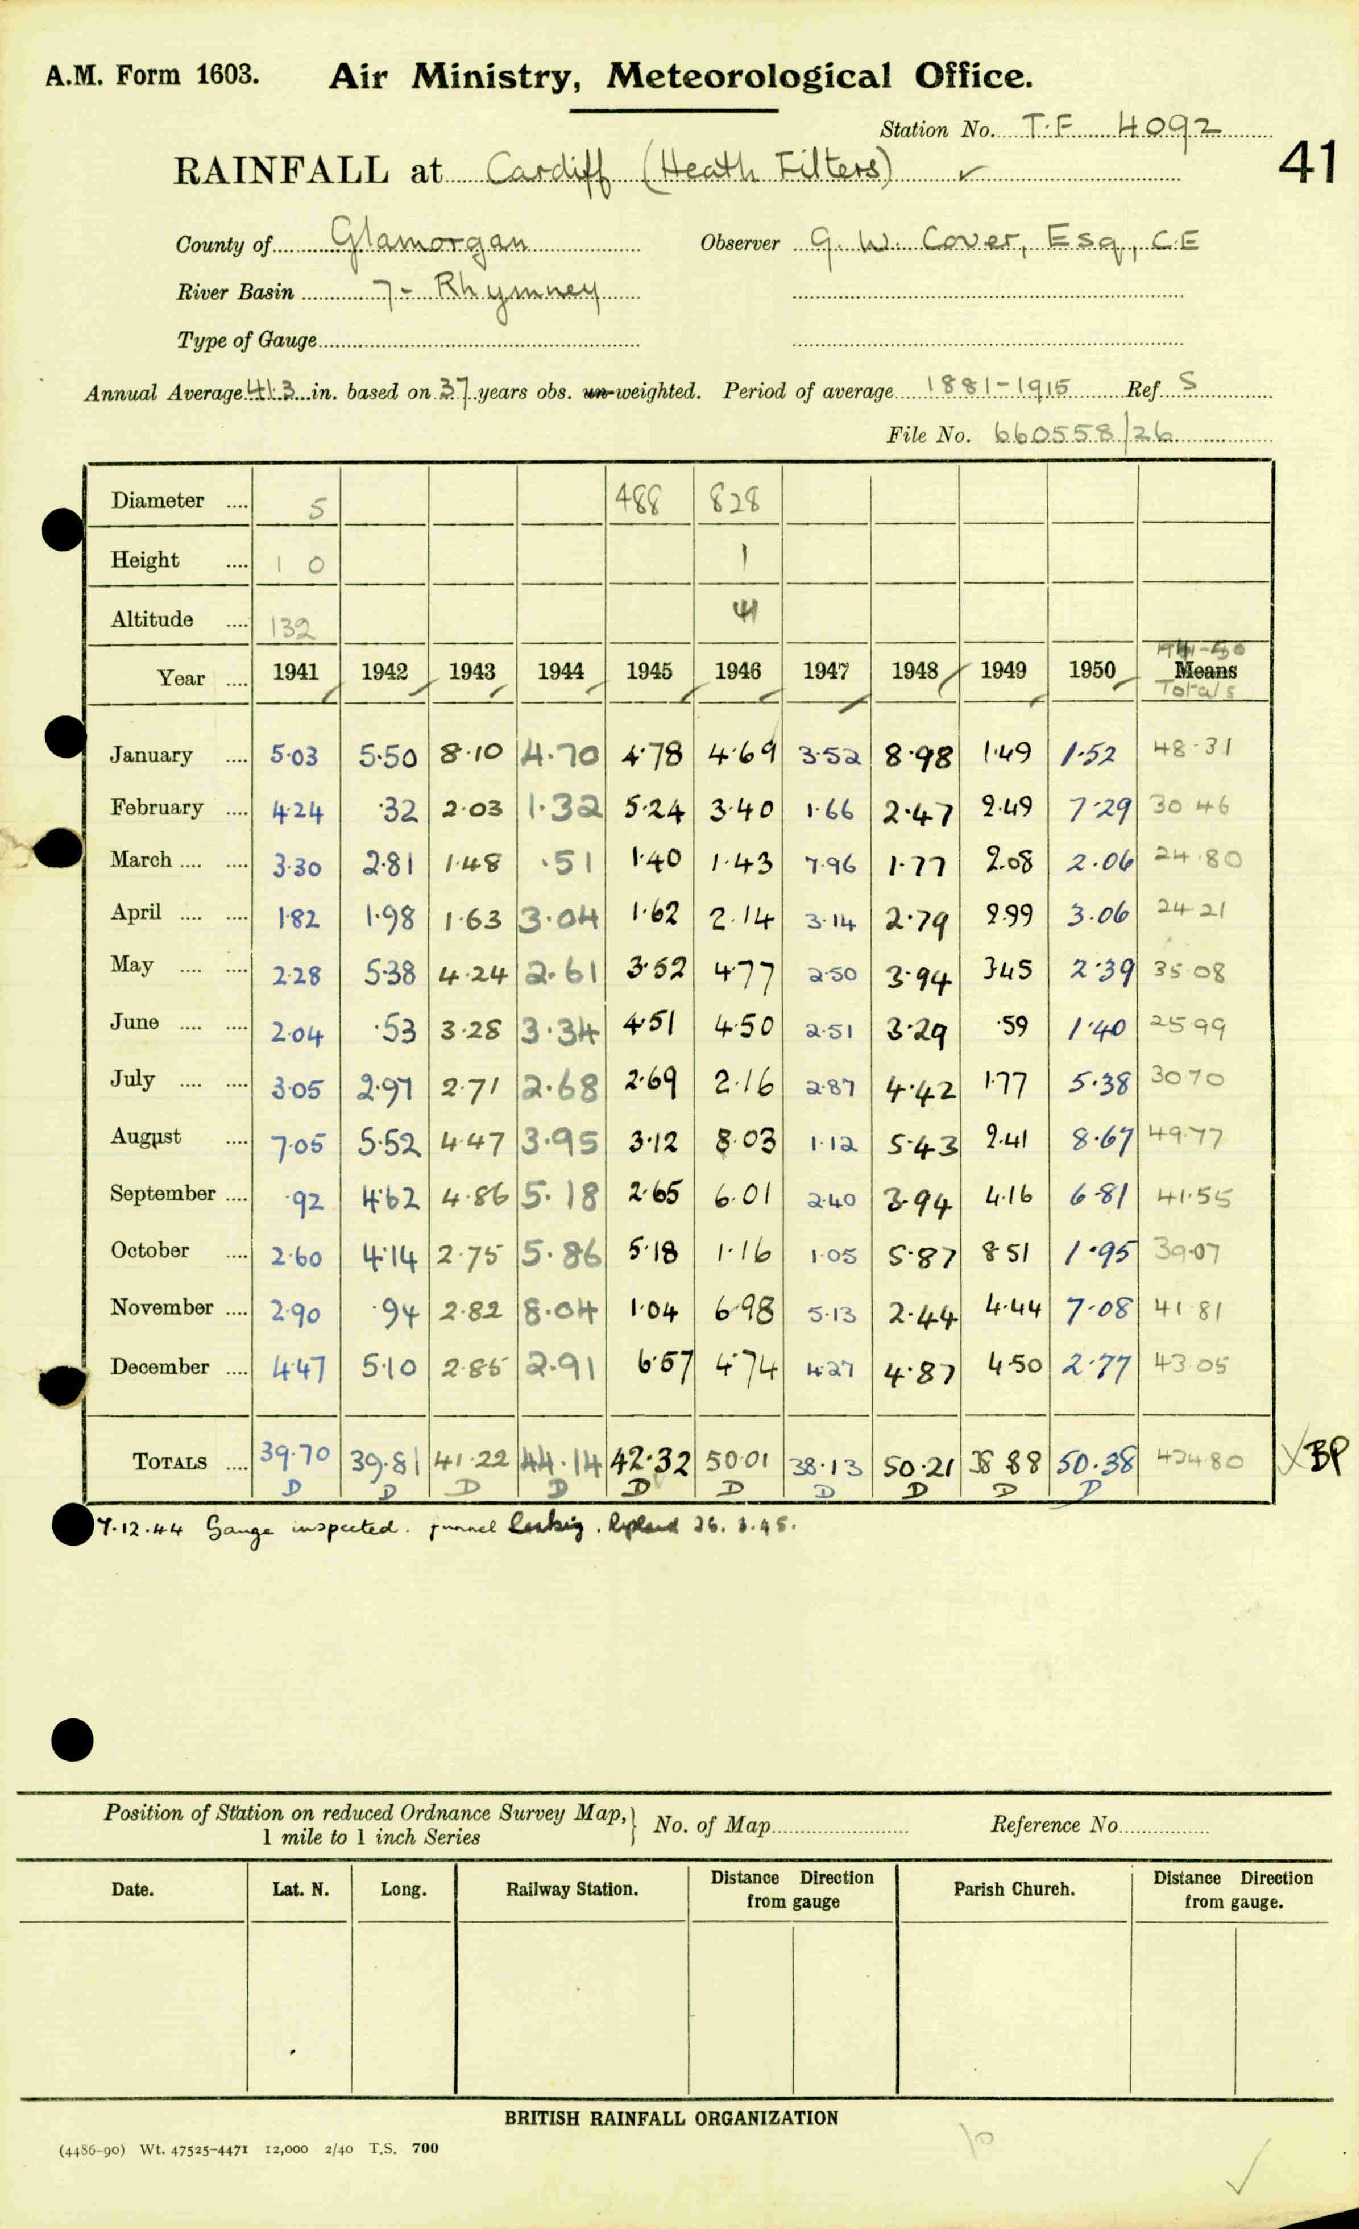 A.M. Form 1603. Air Ministry, Meteorological Office.
Station No. T.F 4092
41
RAINFALL at Cardiff (Heath Filters) ✓
County of Glamorgan Observer G. W. Cover, Esq, C.E
River Basin 7- Rhymney
Type of Gauge
Annual Average 41.3 in. based on 37 years obs. un-weighted. Period of average 1881-1915 Ref. S
File No. 660558/26
Diameter .... 5 488 828
Height .... 1 0 1
Altitude .... 132 41
1941-50
Year .... 1941 1942 1943 1944 1945 1946 1947 1948 1949 1950 Means
Totals
January .... 5.03 5.50 8.10 4.70 4.78 4.69 3.52 8.98 1.49 1.52 48.31
February .... 4.24 .32 2.03 1.32 5.24 3.40 1.66 2.47 2.49 7.29 30 46
March .... .... 3.30 2.81 1.48 .51 1.40 1.43 7.96 1.77 2.08 2.06 24.80
April .... .... 1.82 1.98 1.63 3.04 1.62 2.14 3.14 2.79 2.99 3.06 24 21
May .... .... 2.28 5.38 4.24 2.61 3.52 4.77 2.50 3.94 3.45 2.39 35 08
June .... .... 2.04 .53 3.28 3.34 4.51 4.50 2.51 3.29 .59 1.40 25 99
July .... .... 3.05 2.97 2.71 2.68 2.69 2.16 2.87 4.42 1.77 5.38 30 70
August .... 7.05 5.52 4.47 3.95 3.12 8.03 1.12 5.43 2.41 8.67 49.77
September .... .92 4.62 4.86 5.18 2.65 6.01 2.40 3.94 4.16 6.81 41.55
October .... 2.60 4.14 2.75 5.86 5.18 1.16 1.05 5.87 8 51 1.95 39.07
November .... 2.90 .94 2.82 8.04 1.04 6.98 5.13 2.44 4.44 7.08 41 81
December .... 4.47 5.10 2.85 2.91 6.57 4.74 4.27 4.87 4.50 2.77 43 05
TOTALS .... 39.70 39.81 41.22 44.14 42.32 50.01 38.13 50.21 38 88 50.38 434 80 BP
D D D D D D D D D D
7.12.44 Gauge inspected. funnel leaking. Replaced 26. 3.45.
Position of Station on reduced Ordnance Survey Map, } No. of Map Reference No.
1 mile to 1 inch Series
Date. Lat. N. Long. Railway Station. Distance Direction from gauge Parish Church. Distance Direction from gauge.
BRITISH RAINFALL ORGANIZATION
(4486-90) Wt. 47525-4471 12,000 2/40 T.S. 700